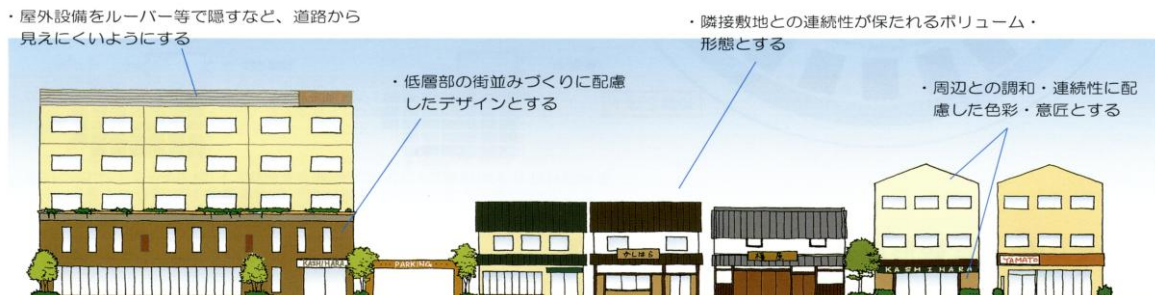 ・屋外設備をルーバー等で隠すなど、道路から
見えにくいようにする
・隣接敷地との連続性が保たれるボリューム・
形態とする
・低層部の街並みづくりに配慮
したデザインとする
・周辺との調和・連続性に配
慮した色彩・意匠とする
KASHIHARA
PARKING
かしはら
橿原
KASHIHARA
YAMATO